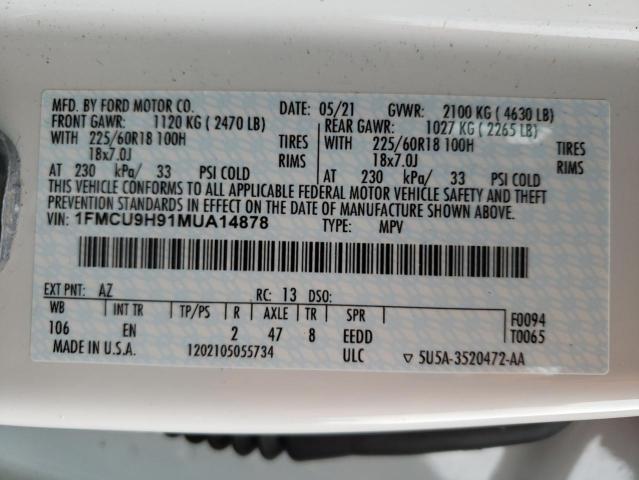 MFD. BY FORD MOTOR CO. DATE: 05/21 GVWR: 2100 KG ( 4630 LB)
FRONT GAWR: 1120 KG ( 2470 LB) REAR GAWR: 1027 KG ( 2265 LB)
WITH 225/60R18 100H TIRES WITH 225/60R18 100H TIRES
18x7.0J RIMS 18x7.0J RIMS
AT 230 kPa/ 33 PSI COLD AT 230 kPa/ 33 PSI COLD
THIS VEHICLE CONFORMS TO ALL APPLICABLE FEDERAL MOTOR VEHICLE SAFETY AND THEFT
PREVENTION STANDARDS IN EFFECT ON THE DATE OF MANUFACTURE SHOWN ABOVE.
VIN: 1FMCU9H91MUA14878 TYPE: MPV
EXT PNT: AZ RC: 13 DSO:
WB INT TR TP/PS R AXLE TR SPR F0094
106 EN 2 47 8 EEDD T0065
MADE IN U.S.A. 1202105055734 ULC ▽ 5U5A-3520472-AA